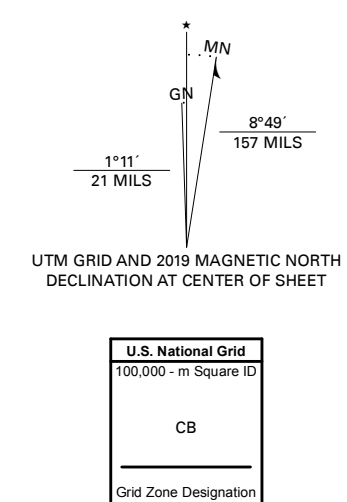 ★
MN
GN
8°49´
157 MILS
1°11´
21 MILS
UTM GRID AND 2019 MAGNETIC NORTH
DECLINATION AT CENTER OF SHEET
U.S. National Grid
100,000 - m Square ID
CB
Grid Zone Designation